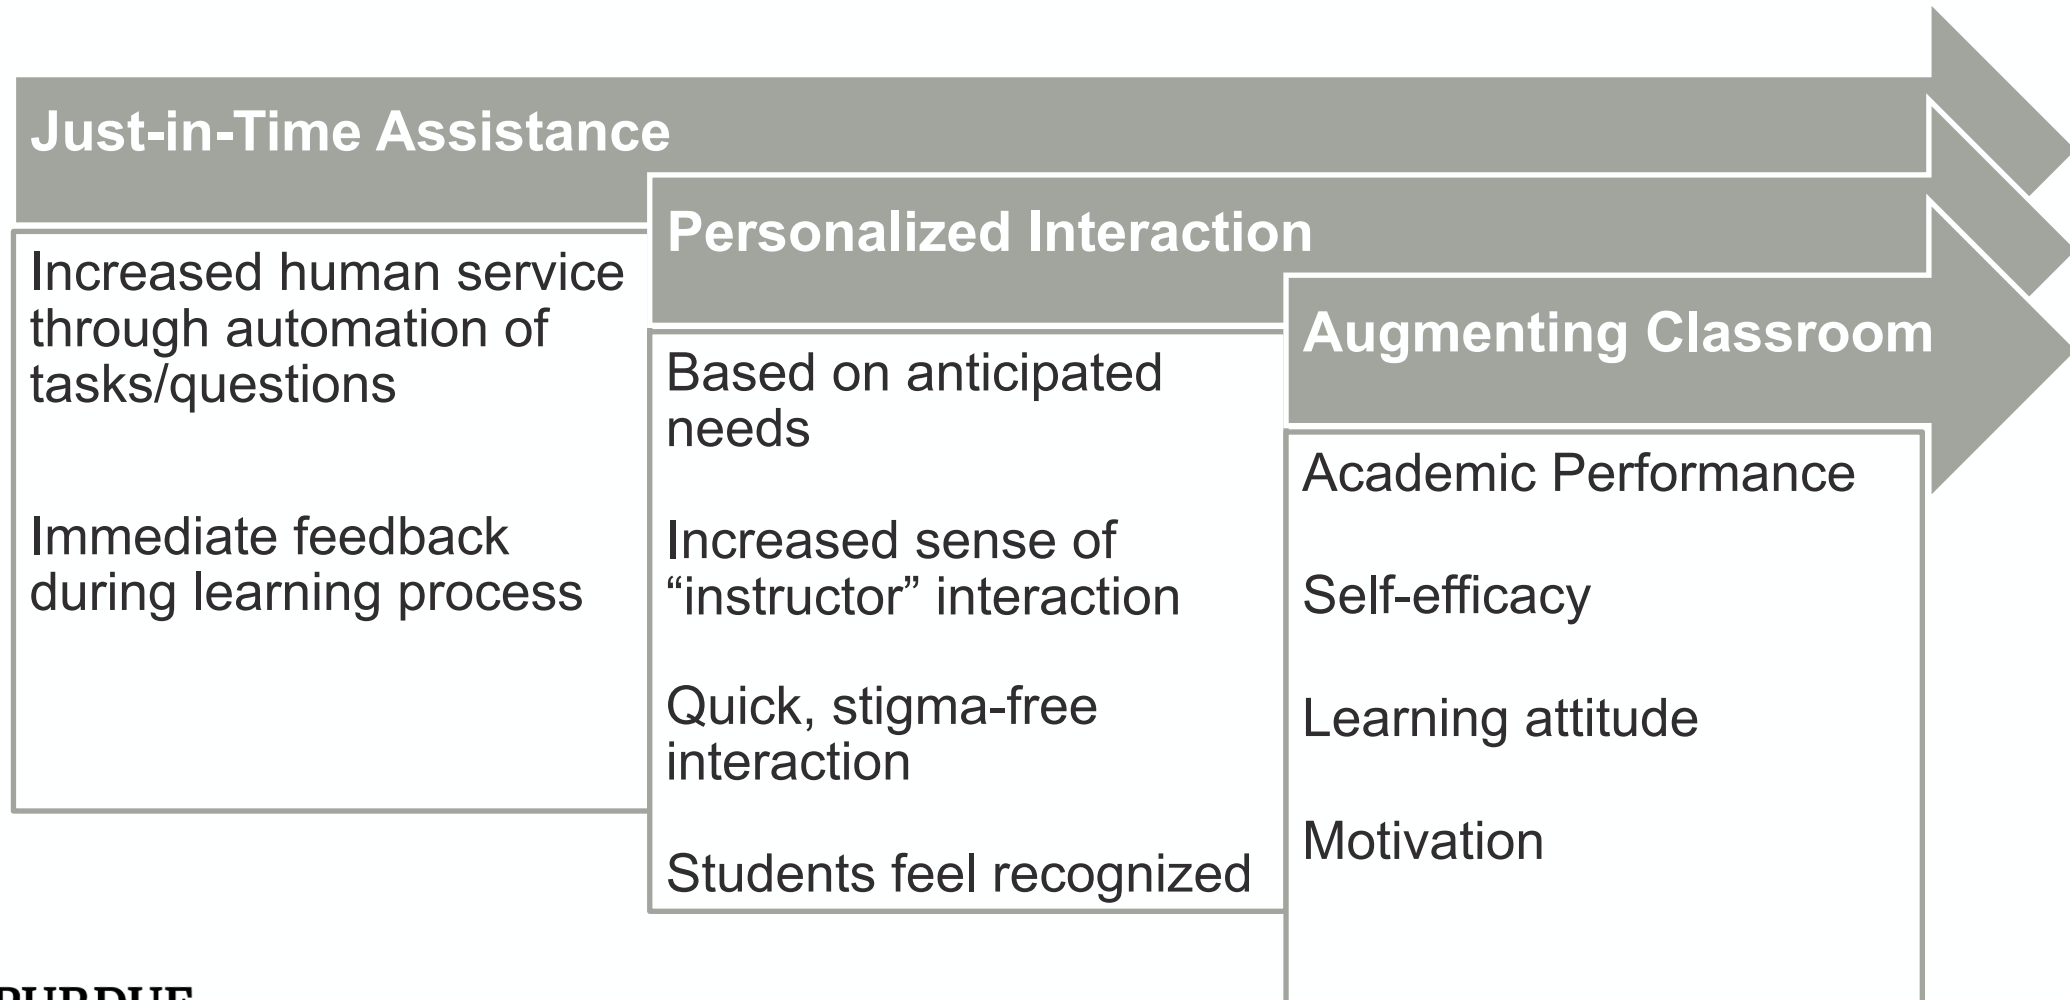 Just-in-Time Assistance
Increased human service
through automation of
tasks/questions
Immediate feedback
during learning process
Personalized Interaction
Based on anticipated
needs
Increased sense of
“instructor” interaction
Quick, stigma-free
interaction
Students feel recognized
Augmenting Classroom
Academic Performance
Self-efficacy
Learning attitude
Motivation
PURDUE